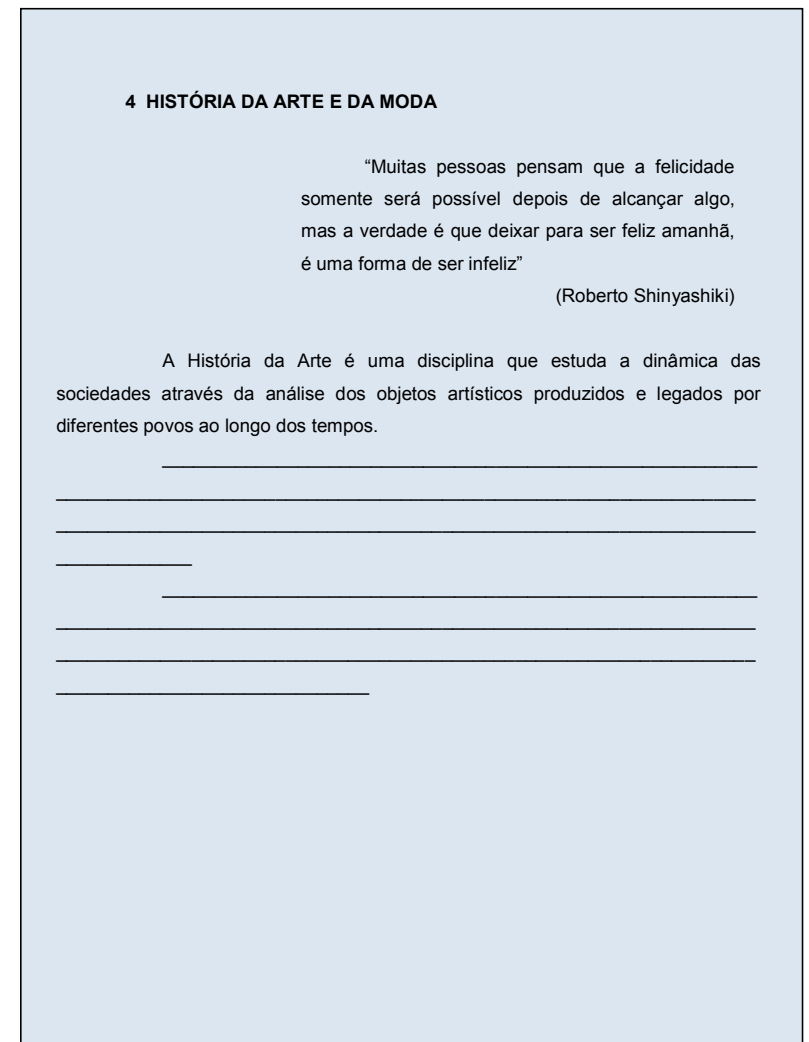 4 HISTÓRIA DA ARTE E DA MODA
“Muitas pessoas pensam que a felicidade
somente será possível depois de alcançar algo,
mas a verdade é que deixar para ser feliz amanhã,
é uma forma de ser infeliz”
(Roberto Shinyashiki)
A História da Arte é uma disciplina que estuda a dinâmica das
sociedades através da análise dos objetos artísticos produzidos e legados por
diferentes povos ao longo dos tempos.